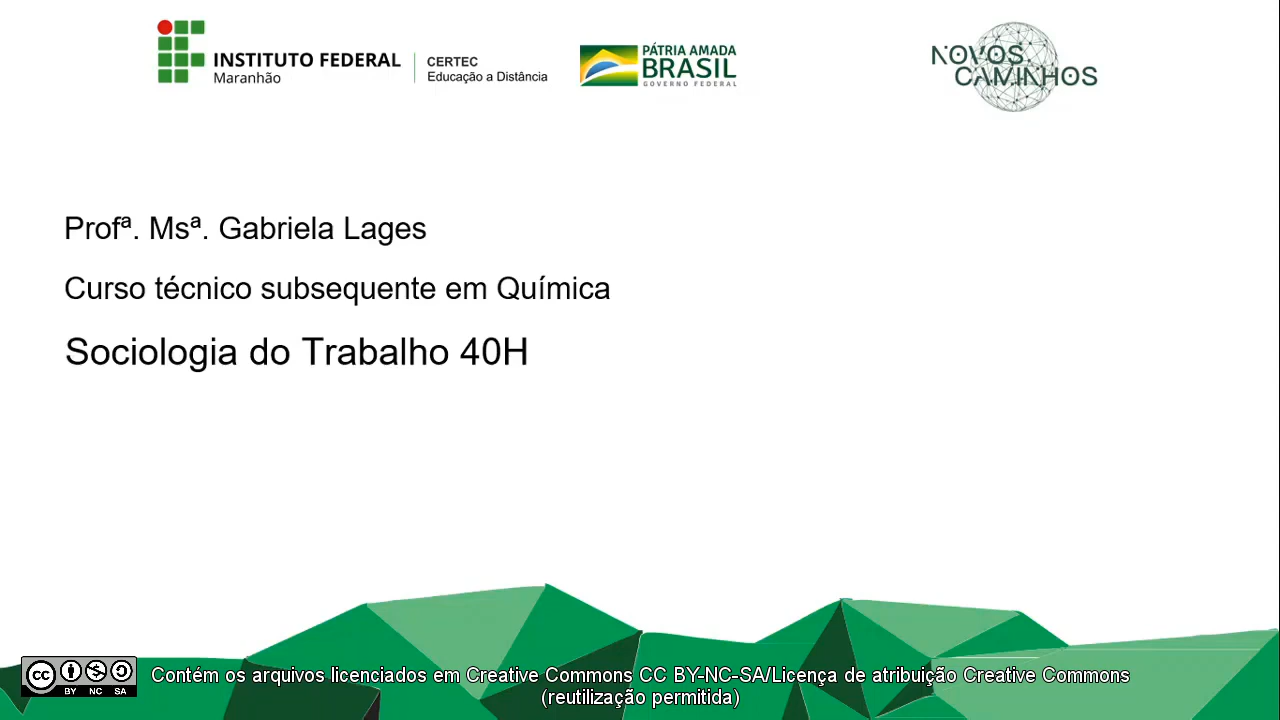 INSTITUTO FEDERAL
Maranhão
CERTEC
Educação a Distância
PÁTRIA AMADA
BRASIL
GOVERNO FEDERAL
NOVOS
CAMINHOS
Profª. Msª. Gabriela Lages
Curso técnico subsequente em Química
Sociologia do Trabalho 40H
cc
BY NC SA
Contém os arquivos licenciados em Creative Commons CC BY-NC-SA/Licença de atribuição Creative Commons
(reutilização permitida)